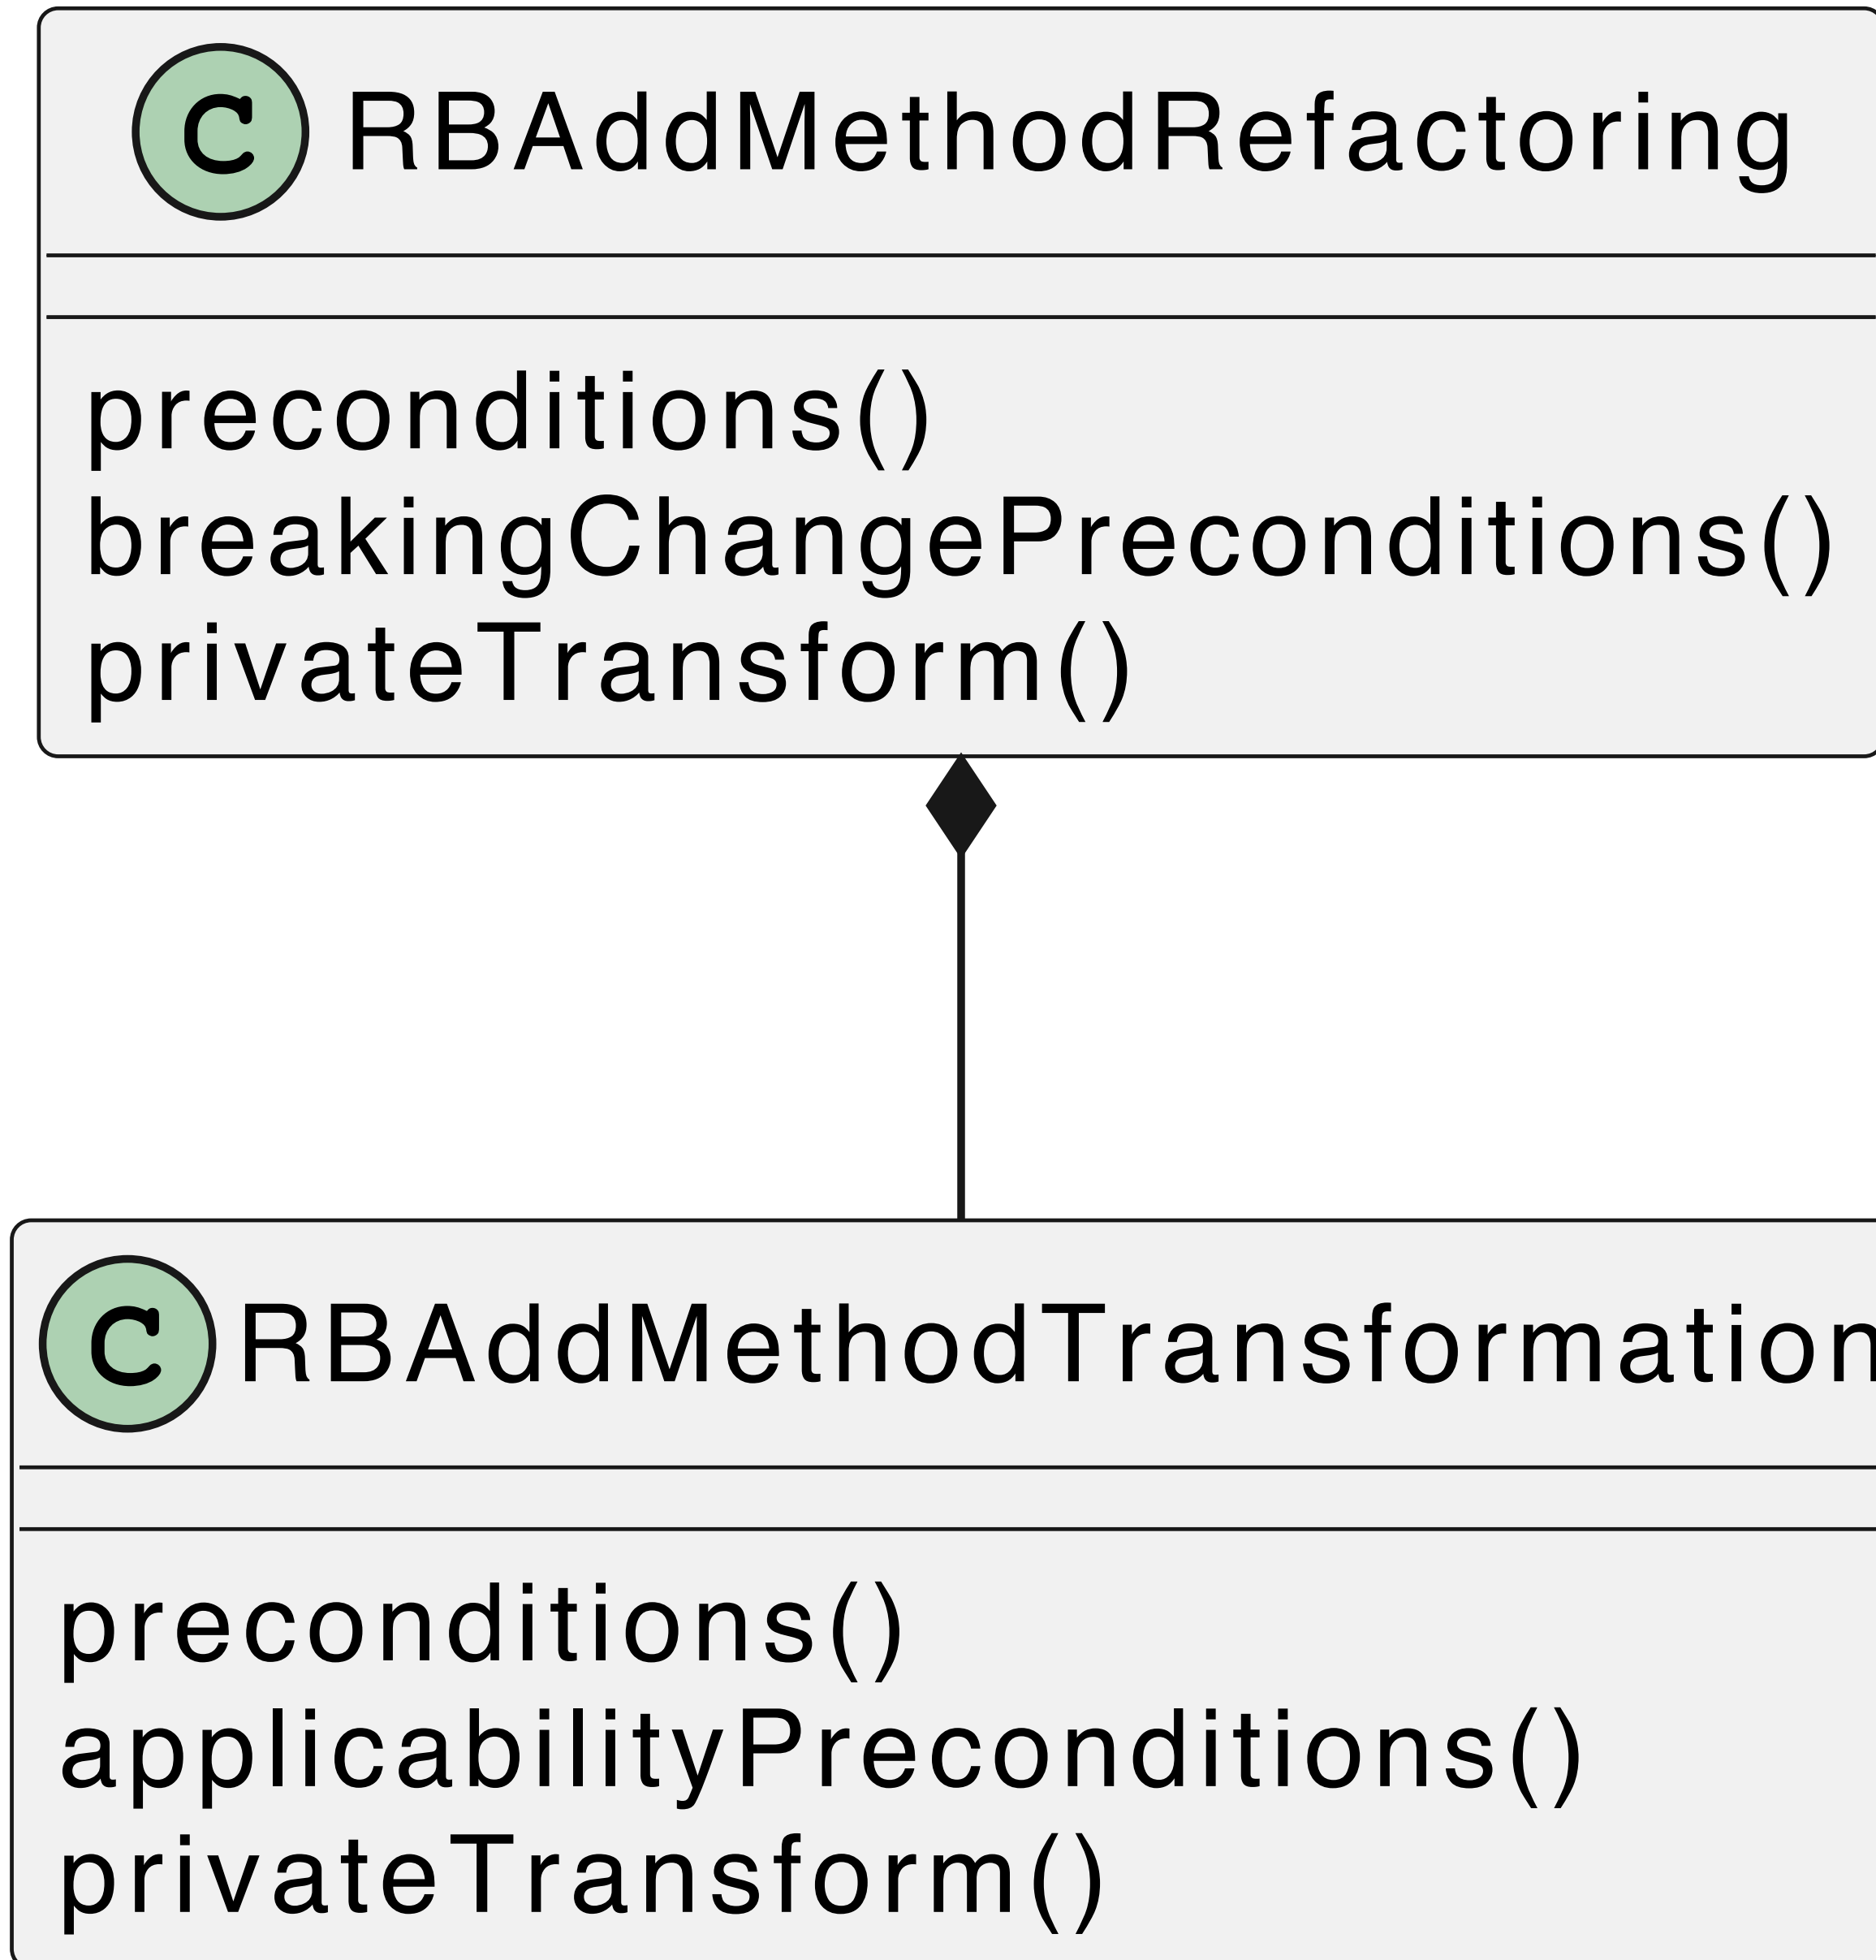 C RBAddMethodRefactoring
preconditions()
breakingChangePreconditions()
privateTransform()
C RBAddMethodTransformation
preconditions()
applicabilityPreconditions()
privateTransform()